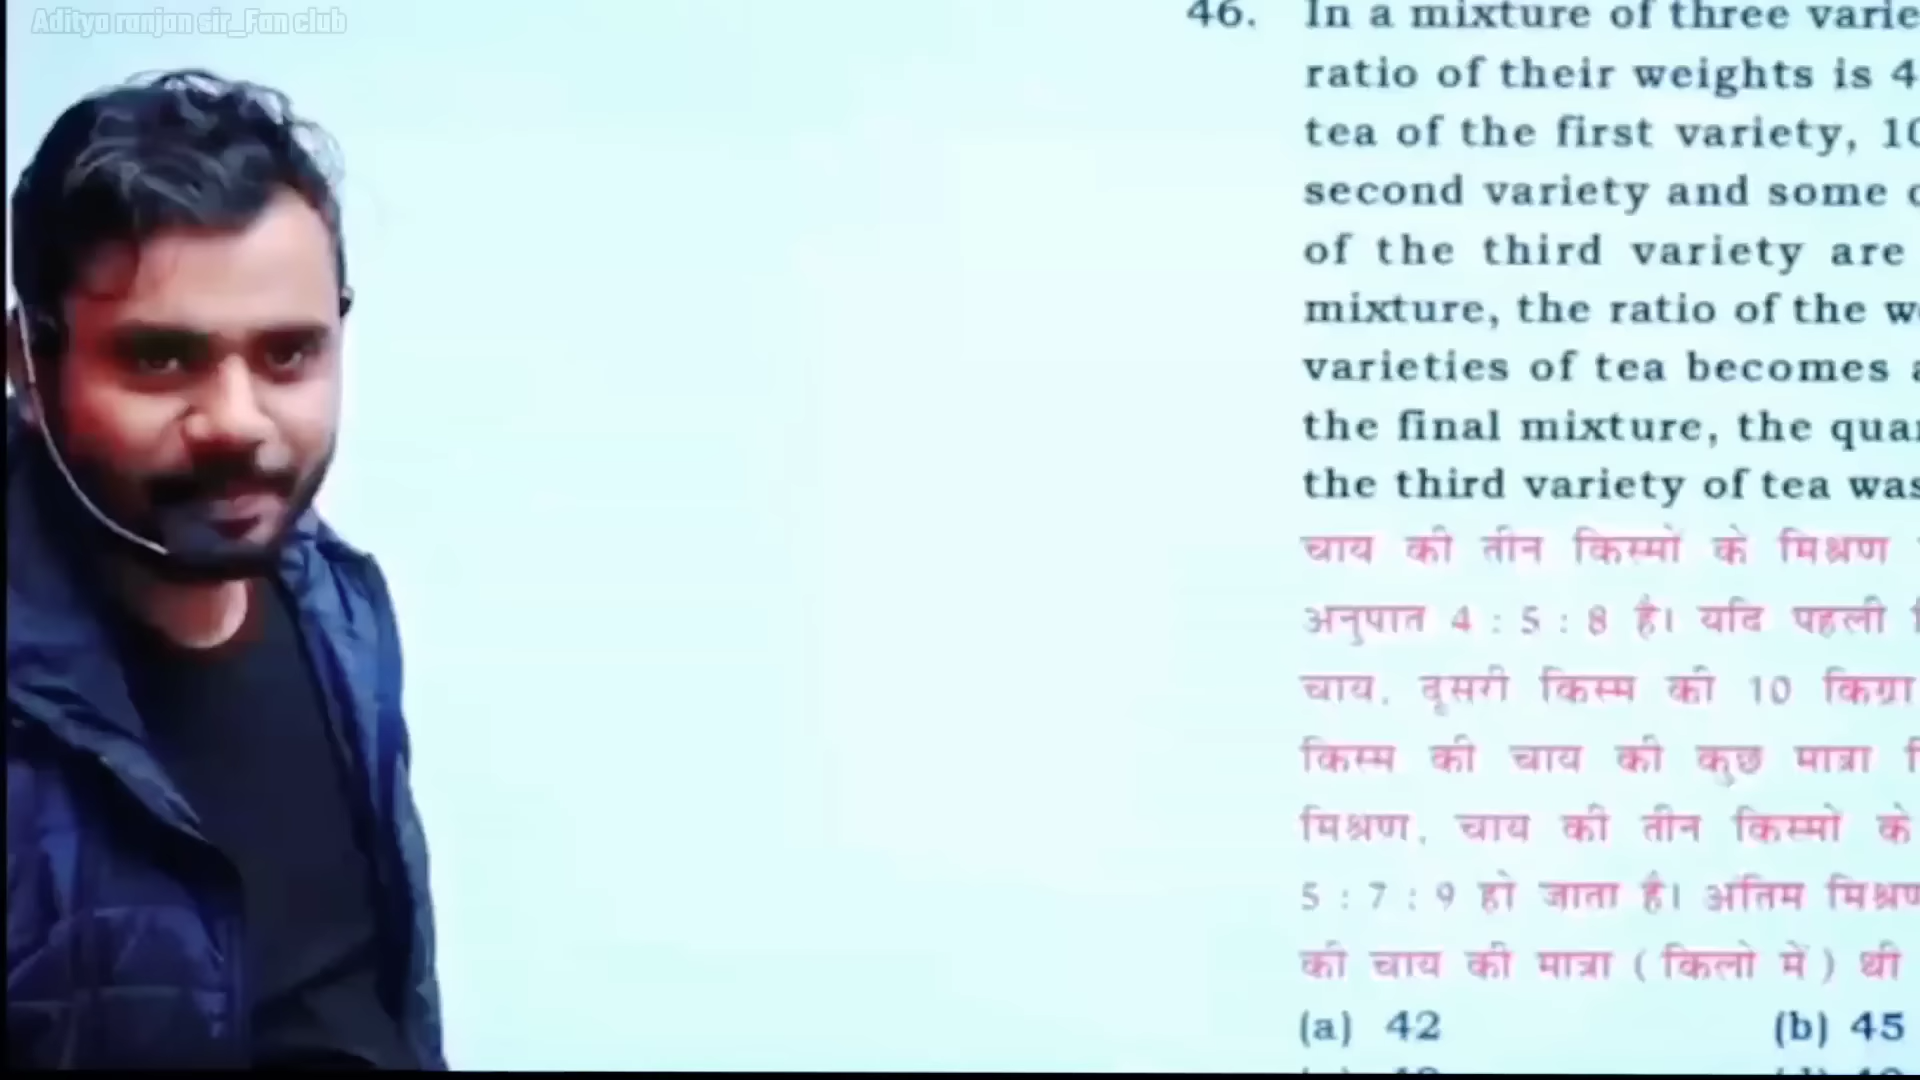 Aditya ranjan sir_Fan club
46. In a mixture of three
ratio of their weights is 4
tea of the first variety,
second variety and some
of the third variety are
mixture, the ratio of the
varieties of tea becomes
the final mixture, the
the third variety of tea was
चाय की तीन किस्मों के मिश्रण
अनुपात 4 : 5 : 8 है। यदि पहली
चाय, दूसरी किस्म की 10 किग्रा
किस्म की चाय की कुछ मात्रा
मिश्रण, चाय की तीन किस्मों के
5 : 7 : 9 हो जाता है। अंतिम मिश्रण
की चाय की मात्रा ( किलो में ) थी
(a) 42 (b) 45